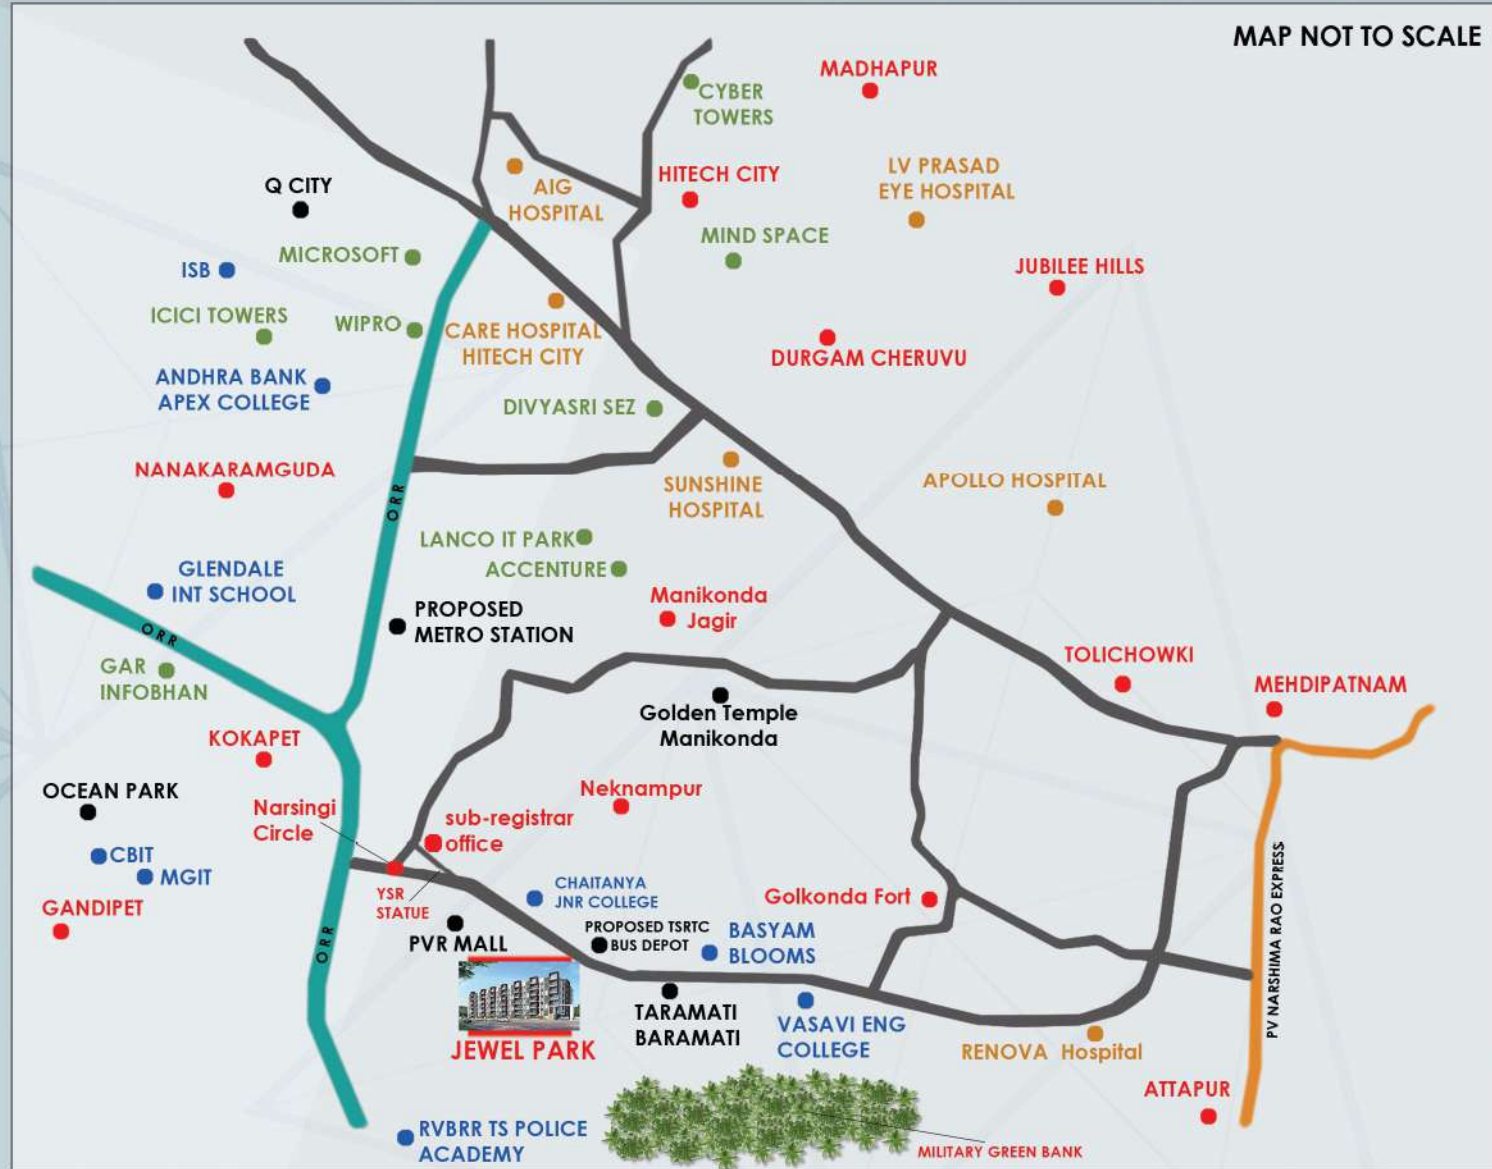 MAP NOT TO SCALE
MADHAPUR
CYBER
TOWERS
LV PRASAD
EYE HOSPITAL
HITECH CITY
AIG
HOSPITAL
Q CITY
MIND SPACE
MICROSOFT
ISB
JUBILEE HILLS
ICICI TOWERS
WIPRO
CARE HOSPITAL
HITECH CITY
DURGAM CHERUVU
ANDHRA BANK
APEX COLLEGE
DIVYASRI SEZ
NANAKARAMGUDA
SUNSHINE
HOSPITAL
APOLLO HOSPITAL
ORR
LANCO IT PARK
ACCENTURE
GLENDALE
INT SCHOOL
Manikonda
Jagir
PROPOSED
METRO STATION
ORR
GAR
INFOBHAN
TOLICHOWKI
MEHDIPATNAM
Golden Temple
Manikonda
KOKAPET
OCEAN PARK
Neknampur
Narsingi
Circle
sub-registrar
office
CBIT
MGIT
YSR
STATUE
CHAITANYA
JNR COLLEGE
Golkonda Fort
GANDIPET
PROPOSED TSRTC
BUS DEPOT
BASYAM
BLOOMS
PVR MALL
ORR
PV NARSHIMA RAO EXPRESS
TARAMATI
BARAMATI
VASAVI ENG
COLLEGE
JEWEL PARK
RENOVA Hospital
ATTAPUR
RVBRR TS POLICE
ACADEMY
MILITARY GREEN BANK